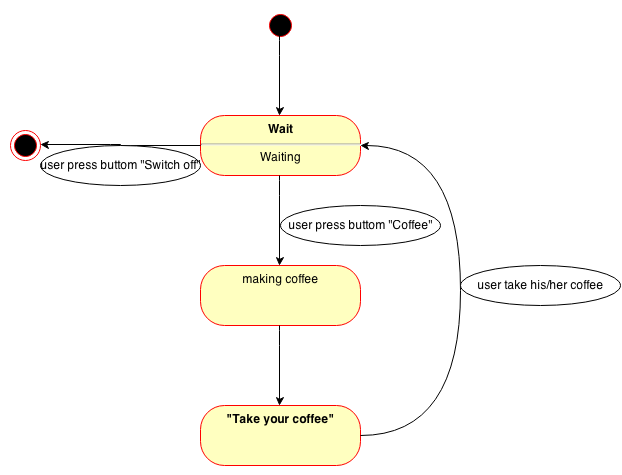 Wait
Waiting
user press buttom "Switch off"
user press buttom "Coffee"
making coffee
user take his/her coffee
"Take your coffee"